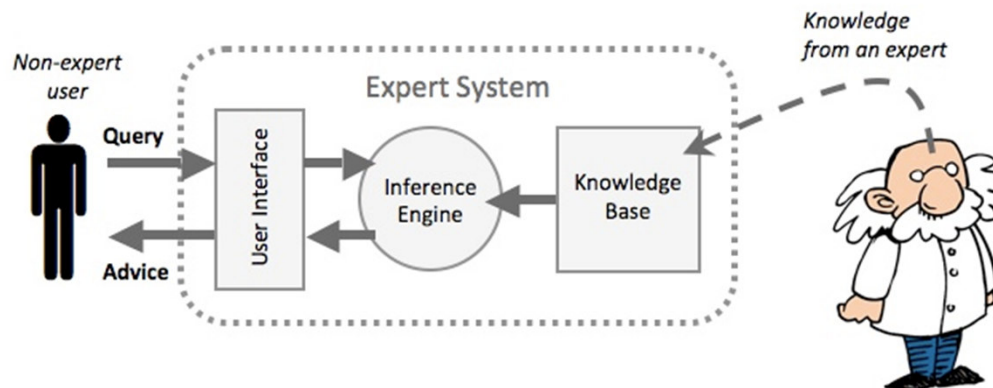 Non-expert
user
Query
Advice
Expert System
User Interface
Inference
Engine
Knowledge
Base
Knowledge
from an expert